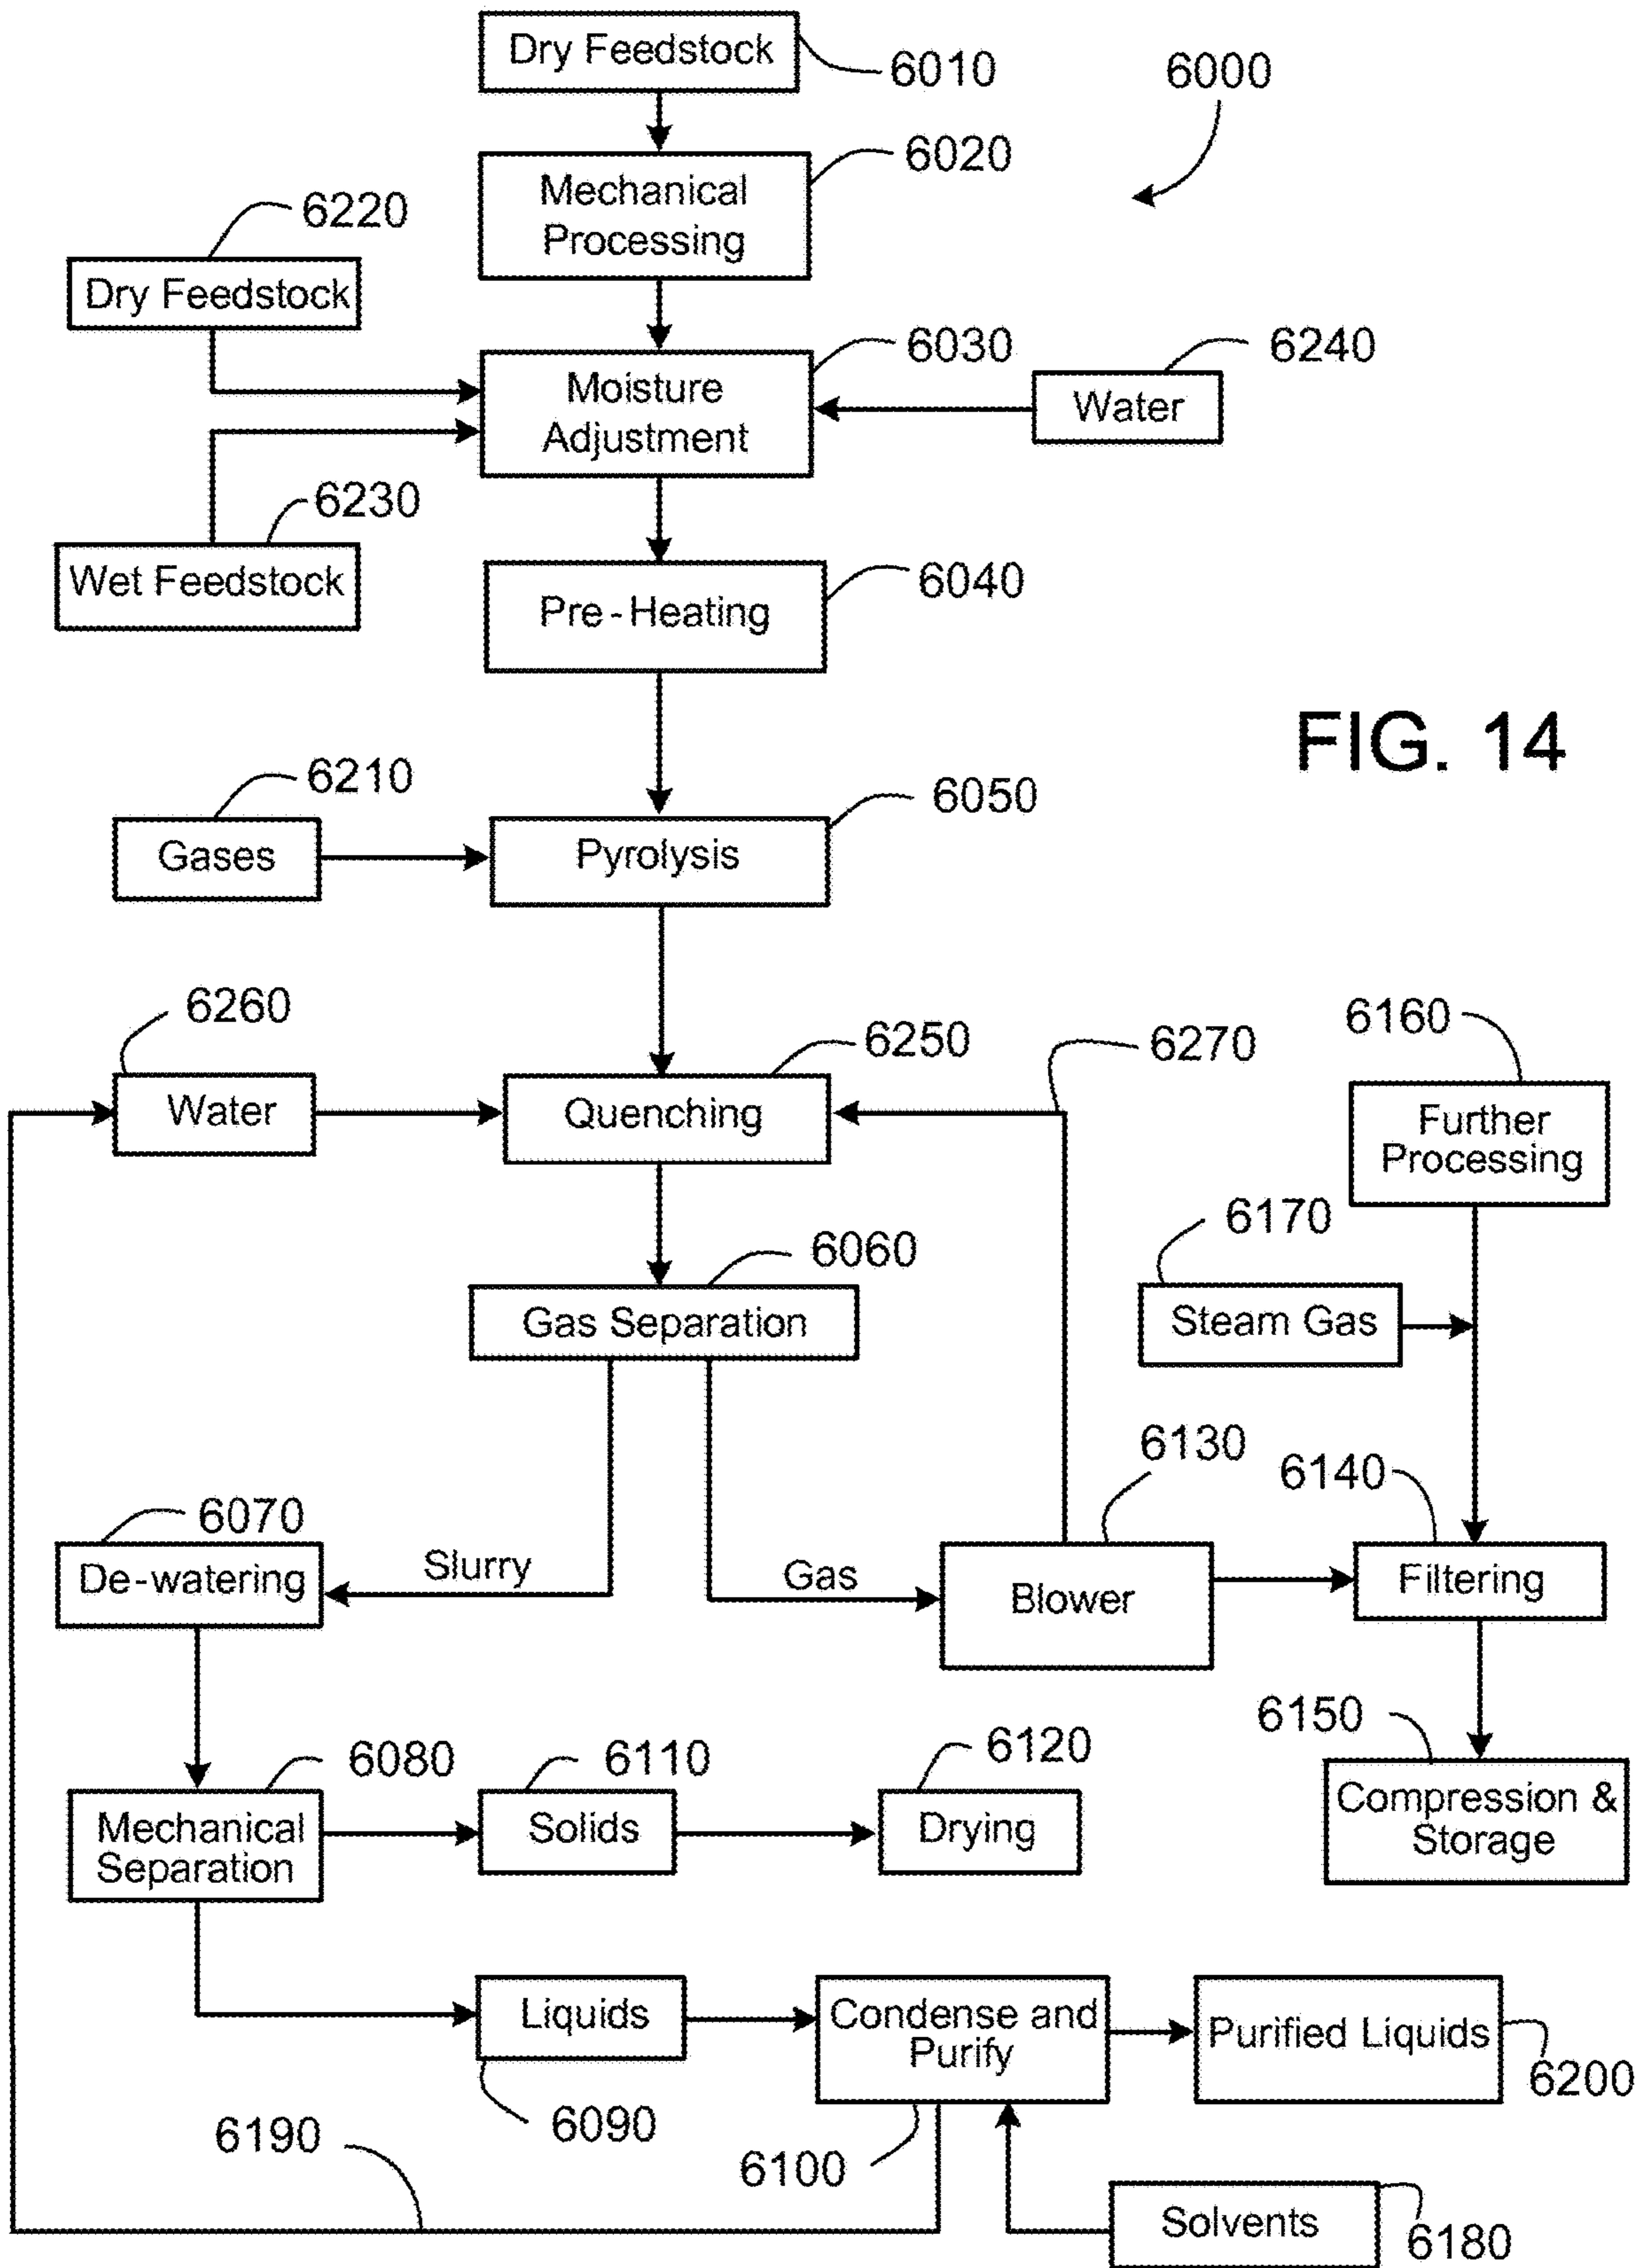 Dry Feedstock
6010
6000
Mechanical
Processing
6020
6220
Dry Feedstock
Moisture
Adjustment
6030
6240
Water
6230
Wet Feedstock
Pre-Heating
6040
FIG. 14
6210
Gases
Pyrolysis
6050
6260
Water
Quenching
6250
6270
6160
Further
Processing
6170
Steam Gas
6060
Gas Separation
6130
6140
6070
De-watering
Slurry
Gas
Blower
Filtering
6150
Compression &
Storage
6080
Mechanical
Separation
6110
Solids
6120
Drying
Liquids
6090
Condense and
Purify
6100
Purified Liquids
6200
6190
Solvents
6180